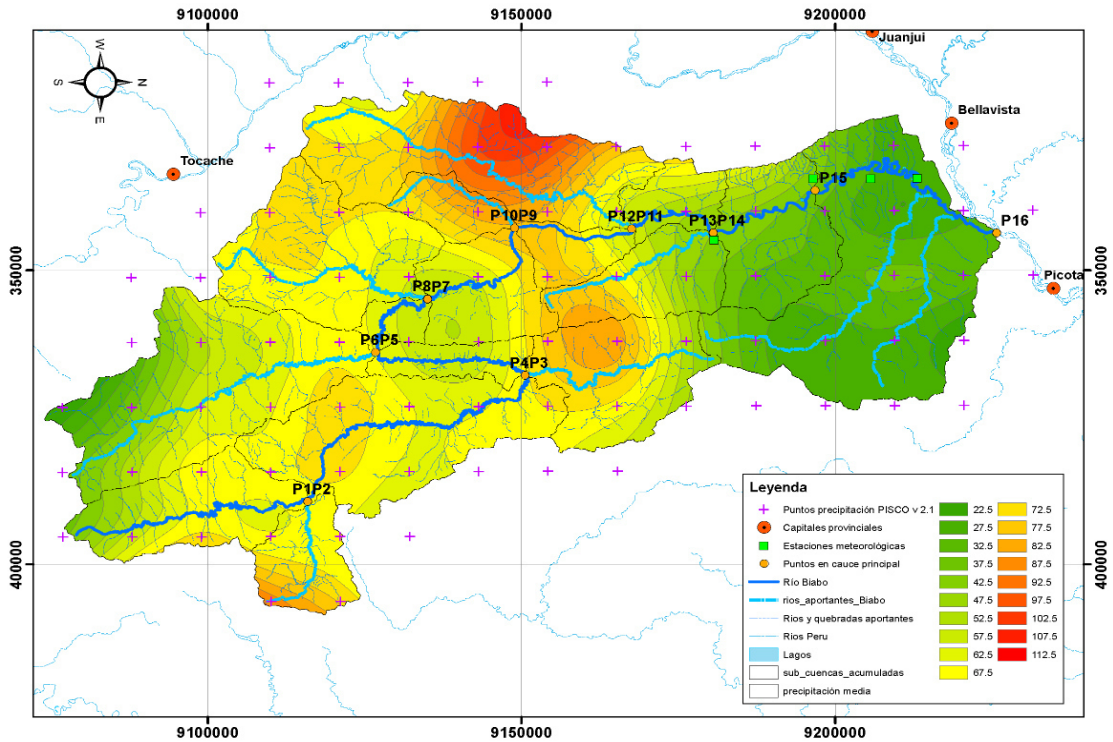 9100000
9150000
9200000
W
S
N
E
Juanjui
Bellavista
Tocache
P15
P10P9
P12P11
P13P14
P16
350000
350000
Picota
P8P7
P6P5
P4P3
P1P2
400000
400000
Leyenda
Puntos precipitación PISCO v 2.1
Capitales provinciales
Estaciones meteorológicas
Puntos en cauce principal
Río Biabo
rios_aportantes_Biabo
Rios y quebradas aportantes
Rios Peru
Lagos
sub_cuencas_acumuladas
precipitación media
22.5
27.5
32.5
37.5
42.5
47.5
52.5
57.5
62.5
67.5
72.5
77.5
82.5
87.5
92.5
97.5
102.5
107.5
112.5
9100000
9150000
9200000